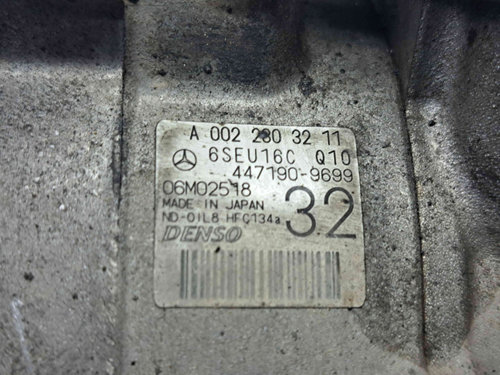 A 002 230 32 11
6SEU16C Q10
447190-9699
06M02518
32
MADE IN JAPAN
ND-OIL8 HFC134a
DENSO